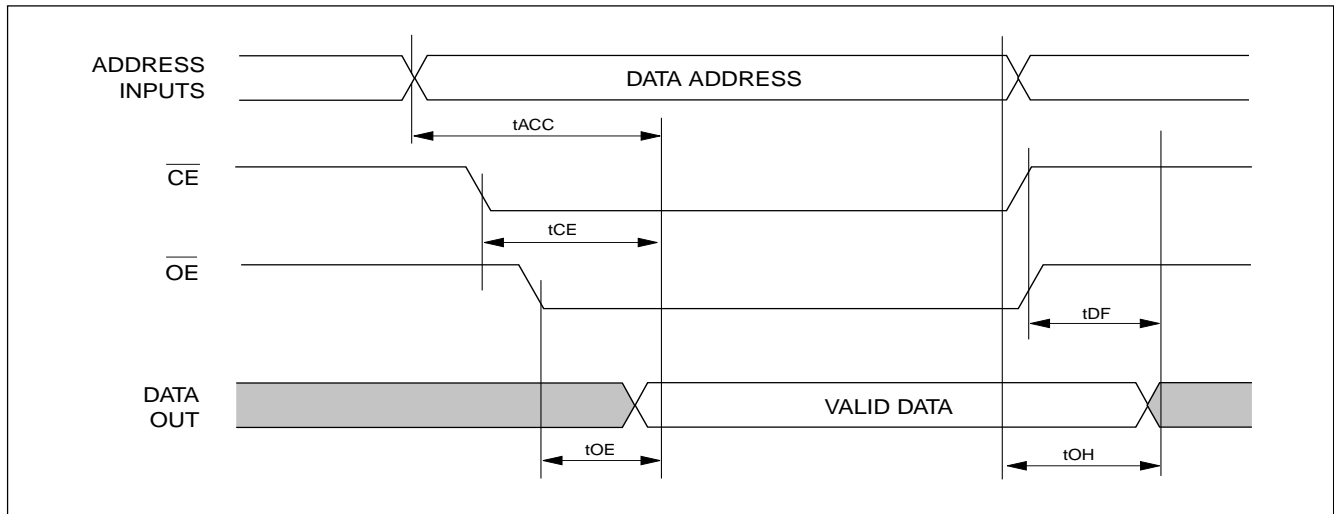 ADDRESS
INPUTS
DATA ADDRESS
tACC
CE
tCE
OE
tDF
DATA
OUT
VALID DATA
tOE
tOH